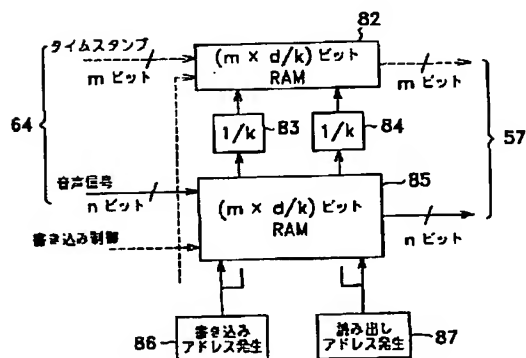 82
タイムスタンプ
m ビット
(m × d/k) ビット
RAM
m ビット
64
1/k
83
1/k
84
57
85
音声信号
n ビット
(m × d/k) ビット
RAM
n ビット
書き込み制御
86
書き込み
アドレス発生
読み出し
アドレス発生
87